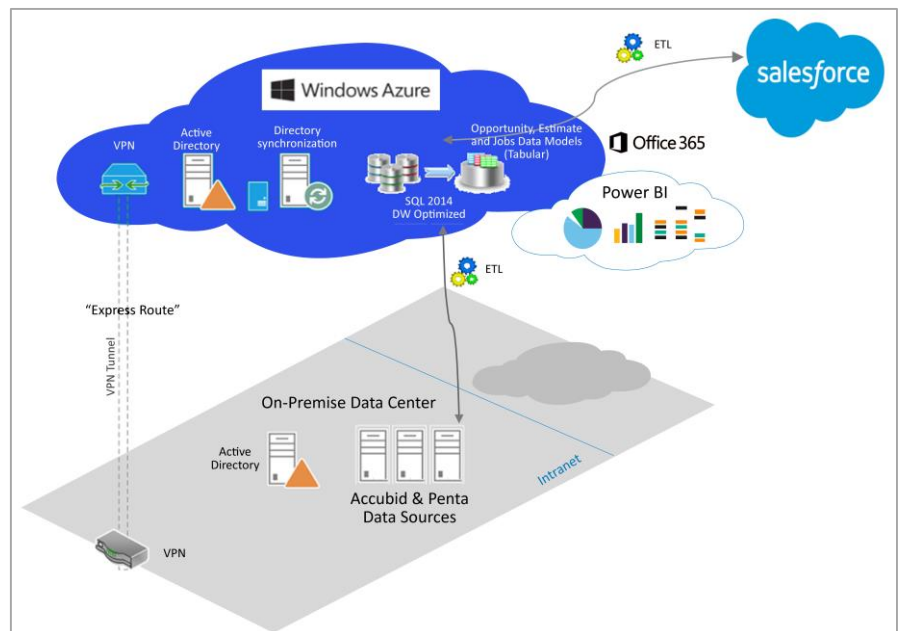 ETL
salesforce
Windows Azure
VPN
Active
Directory
Directory
synchronization
Opportunity, Estimate
and Jobs Data Models
(Tabular)
Office 365
SQL 2014
DW Optimized
Power BI
ETL
"Express Route"
VPN Tunnel
On-Premise Data Center
Active
Directory
Accubid & Penta
Data Sources
Intranet
VPN